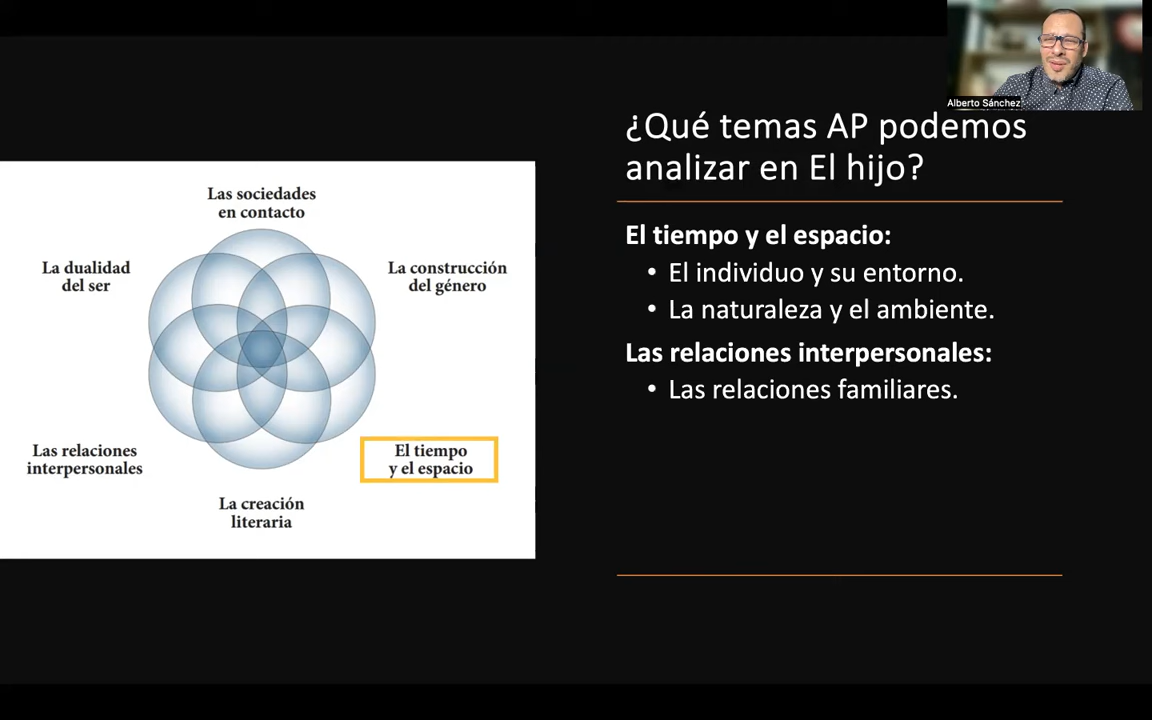 Alberto Sánchez
¿Qué temas AP podemos
analizar en El hijo?
Las sociedades
en contacto
La dualidad
del ser
La construcción
del género
Las relaciones
interpersonales
El tiempo
y el espacio
La creación
literaria
El tiempo y el espacio:
• El individuo y su entorno.
• La naturaleza y el ambiente.
Las relaciones interpersonales:
• Las relaciones familiares.